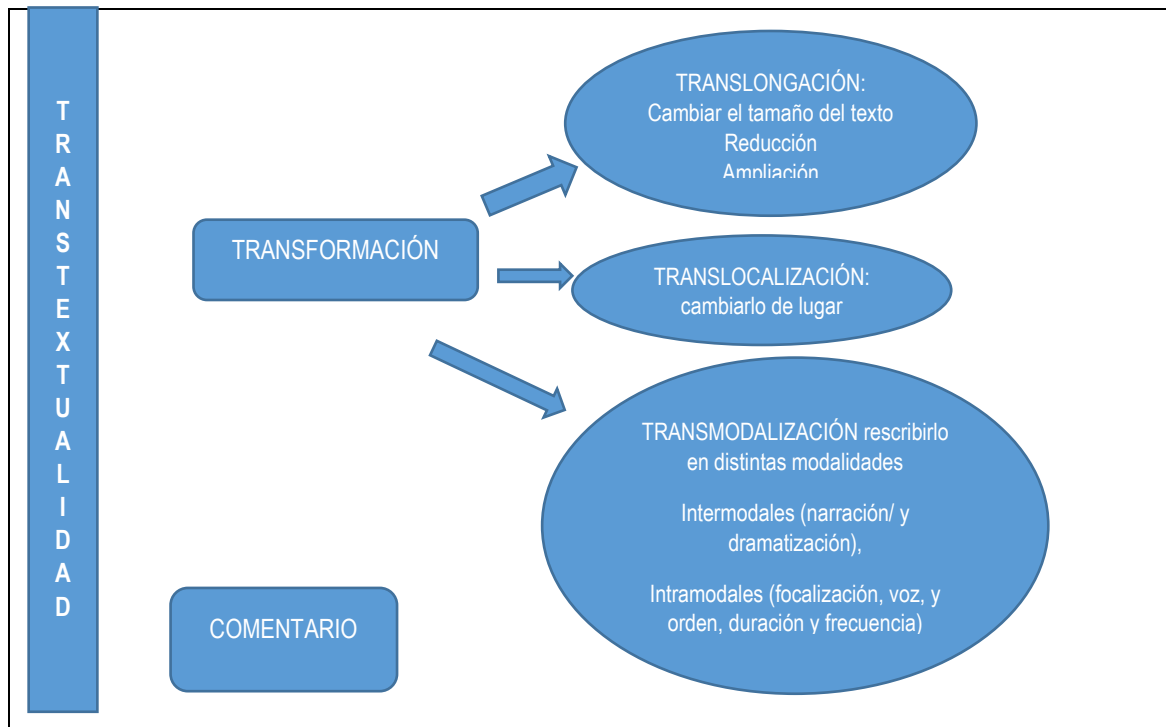 TRANSTEXTUALIDAD
TRANSLONGACIÓN:
Cambiar el tamaño del texto
Reducción
Ampliación
TRANSFORMACIÓN
TRANSLOCALIZACIÓN:
cambiarlo de lugar
TRANSMODALIZACIÓN rescribirlo
en distintas modalidades
Intermodales (narración/ y
dramatización),
Intramodales (focalización, voz, y
orden, duración y frecuencia)
COMENTARIO